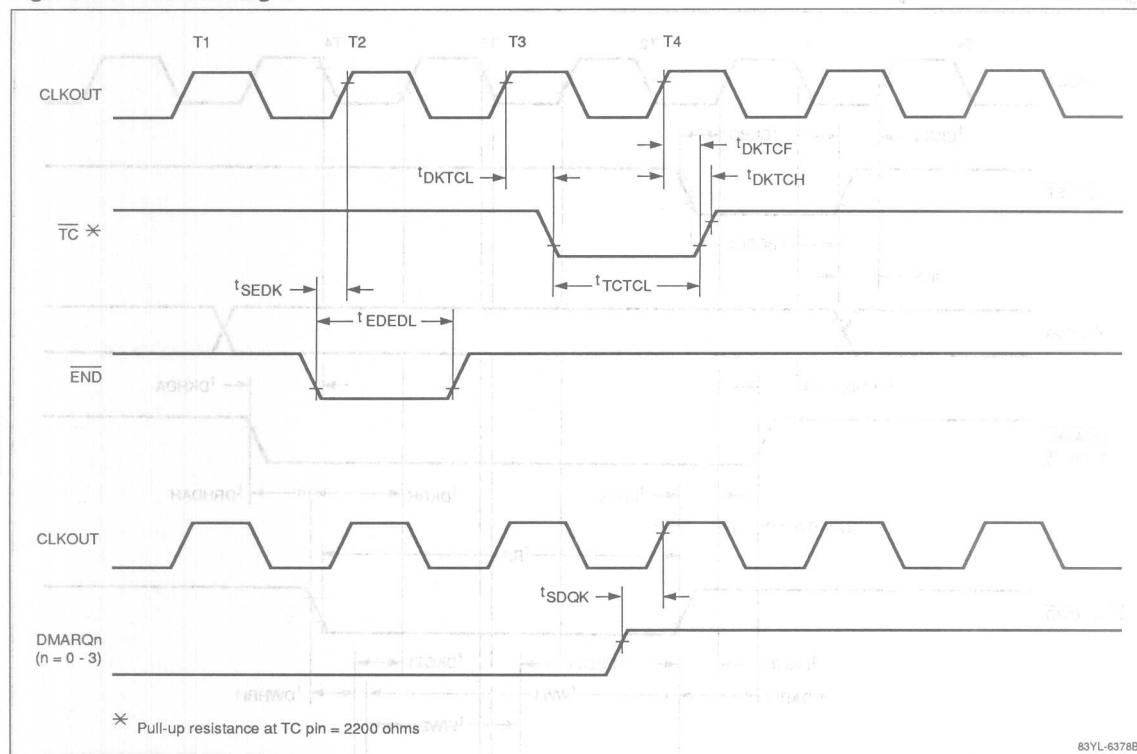 T1 T2 T3 T4
CLKOUT
tDKTCF
tDKTCL
tDKTCH
TC *
tSEDK
tTCTCL
tEDEDL
END
CLKOUT
tSDQK
DMARQn
(n = 0 - 3)
* Pull-up resistance at TC pin = 2200 ohms
83YL-6378B